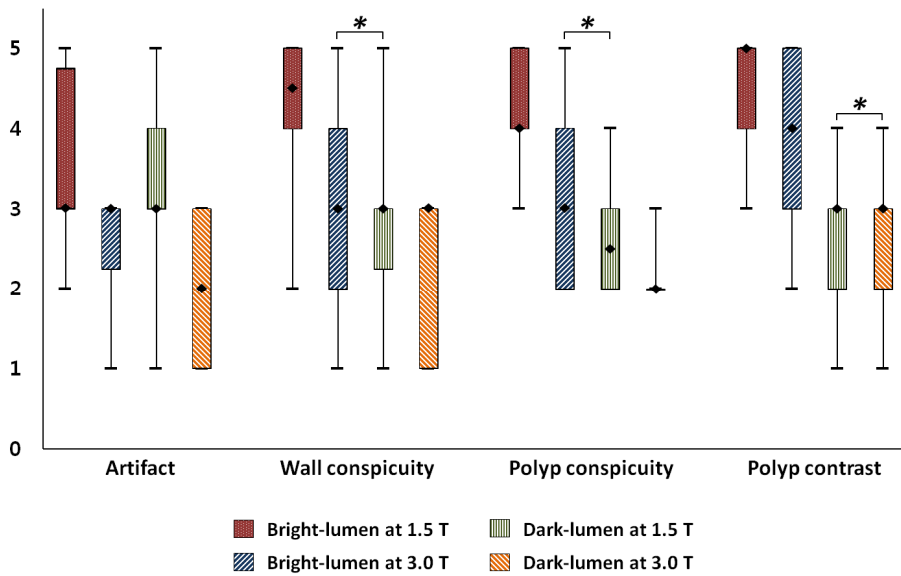 5
4
3
2
1
0
* * *
Artifact Wall conspicuity Polyp conspicuity Polyp contrast
Bright-lumen at 1.5 T Dark-lumen at 1.5 T
Bright-lumen at 3.0 T Dark-lumen at 3.0 T